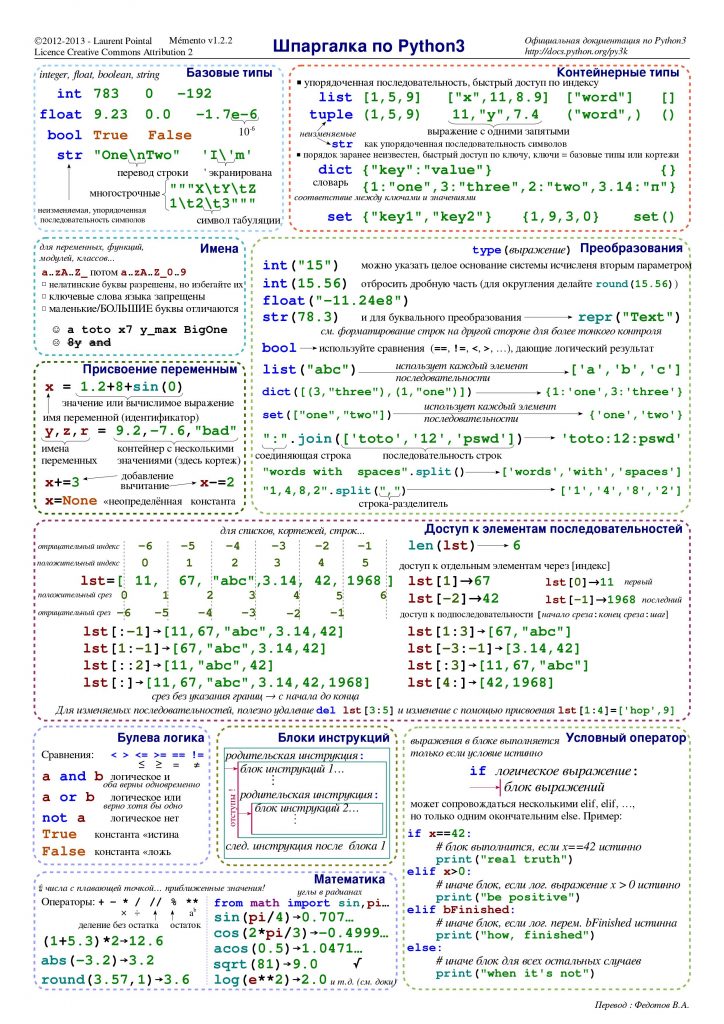 ©2012-2013 - Laurent Pointal Mémento v1.2.2
Licence Creative Commons Attribution 2
Шпаргалка по Python3
Официальная документация по Python3
http://docs.python.org/py3k
integer, float, boolean, string Базовые типы
int 783 0 -192
float 9.23 0.0 -1.7e-6
10⁻⁶
bool True False
str "One\nTwo" 'I\'m'
перевод строки ' экранирована
многострочные """X\tY\tZ
1\t2\t3"""
неизменяемая, упорядоченная
последовательность символов
символ табуляции
Контейнерные типы
■ упорядоченная последовательность, быстрый доступ по индексу
list [1,5,9] ["x",11,8.9] ["word"] []
tuple (1,5,9) 11,"y",7.4 ("word",) ()
неизменяемые
выражение с одними запятыми
str как упорядоченная последовательность символов
■ порядок заранее неизвестен, быстрый доступ по ключу, ключи = базовые типы или кортежи
dict {"key":"value"} {}
словарь {1:"one",3:"three",2:"two",3.14:"π"}
соответствие между ключами и значениями
set {"key1","key2"} {1,9,3,0} set()
для переменных, функций,
модулей, классов...
Имена
a..zA..Z_ потом a..zA..Z_0..9
▫ нелатинские буквы разрешены, но избегайте их
▫ ключевые слова языка запрещены
▫ маленькие/БОЛЬШИЕ буквы отличаются
☺ a toto x7 y_max BigOne
☹ 8y and
Присвоение переменным
x = 1.2+8+sin(0)
значение или вычислимое выражение
имя переменной (идентификатор)
y,z,r = 9.2,-7.6,"bad"
имена
переменных
контейнер с несколькими
значениями (здесь кортеж)
x+=3 добавление
вычитание x-=2
x=None «неопределённая константа
type(выражение) Преобразования
int("15") можно указать целое основание системы исчисленя вторым параметром
int(15.56) отбросить дробную часть (для округления делайте round(15.56))
float("-11.24e8")
str(78.3) и для буквального преобразования → repr("Text")
см. форматирование строк на другой стороне для более тонкого контроля
bool → используйте сравнения (==, !=, <, >, …), дающие логический результат
list("abc") использует каждый элемент
последовательности → ['a','b','c']
dict([(3,"three"),(1,"one")]) → {1:'one',3:'three'}
set(["one","two"]) использует каждый элемент
последовательности → {'one','two'}
":".join(['toto','12','pswd']) → 'toto:12:pswd'
соединяющая строка последовательность строк
"words with  spaces".split() → ['words','with','spaces']
"1,4,8,2".split(",") → ['1','4','8','2']
строка-разделитель
для списков, кортежей, строк... Доступ к элементам последовательностей
отрицательный индекс -6 -5 -4 -3 -2 -1
положительный индекс 0 1 2 3 4 5
lst=[ 11, 67, "abc",3.14, 42, 1968 ]
положительный срез 0 1 2 3 4 5 6
отрицательный срез -6 -5 -4 -3 -2 -1
len(lst) → 6
доступ к отдельным элементам через [индекс]
lst[1]→67 lst[0]→11 первый
lst[-2]→42 lst[-1]→1968 последний
доступ к подпоследовательности [начало среза:конец среза:шаг]
lst[:-1]→[11,67,"abc",3.14,42] lst[1:3]→[67,"abc"]
lst[1:-1]→[67,"abc",3.14,42] lst[-3:-1]→[3.14,42]
lst[::2]→[11,"abc",42] lst[:3]→[11,67,"abc"]
lst[:]→[11,67,"abc",3.14,42,1968] lst[4:]→[42,1968]
срез без указания границ → с начала до конца
Для изменяемых последовательностей, полезно удаление del lst[3:5] и изменение с помощью присвоения lst[1:4]=['hop',9]
Булева логика
Сравнения: < > <= >= == !=
≤ ≥ = ≠
a and b логическое и
оба верны одновременно
a or b логическое или
верно хотя бы одно
not a логическое нет
True константа «истина
False константа «ложь
Блоки инструкций
родительская инструкция:
блок инструкций 1…
⋮
родительская инструкция:
блок инструкций 2…
⋮
отступы !
след. инструкция после блока 1
выражения в блоке выполняется
только если условие истинно
Условный оператор
if логическое выражение:
блок выражений
может сопровождаться несколькими elif, elif, …,
но только одним окончательным else. Пример:
if x==42:
# блок выполнится, если x==42 истинно
print("real truth")
elif x>0:
# иначе блок, если лог. выражение x > 0 истинно
print("be positive")
elif bFinished:
# иначе блок, если лог. перем. bFinished истинна
print("how, finished")
else:
# иначе блок для всех остальных случаев
print("when it's not")
Математика
числа с плавающей точкой… приближенные значения!
углы в радианах
Операторы: + - * / // % **
× ÷ aᵇ
деление без остатка остаток
(1+5.3)*2→12.6
abs(-3.2)→3.2
round(3.57,1)→3.6
from math import sin,pi…
sin(pi/4)→0.707…
cos(2*pi/3)→-0.4999…
acos(0.5)→1.0471…
sqrt(81)→9.0 √
log(e**2)→2.0 и т.д. (см. доки)
Перевод : Федотов В.А.